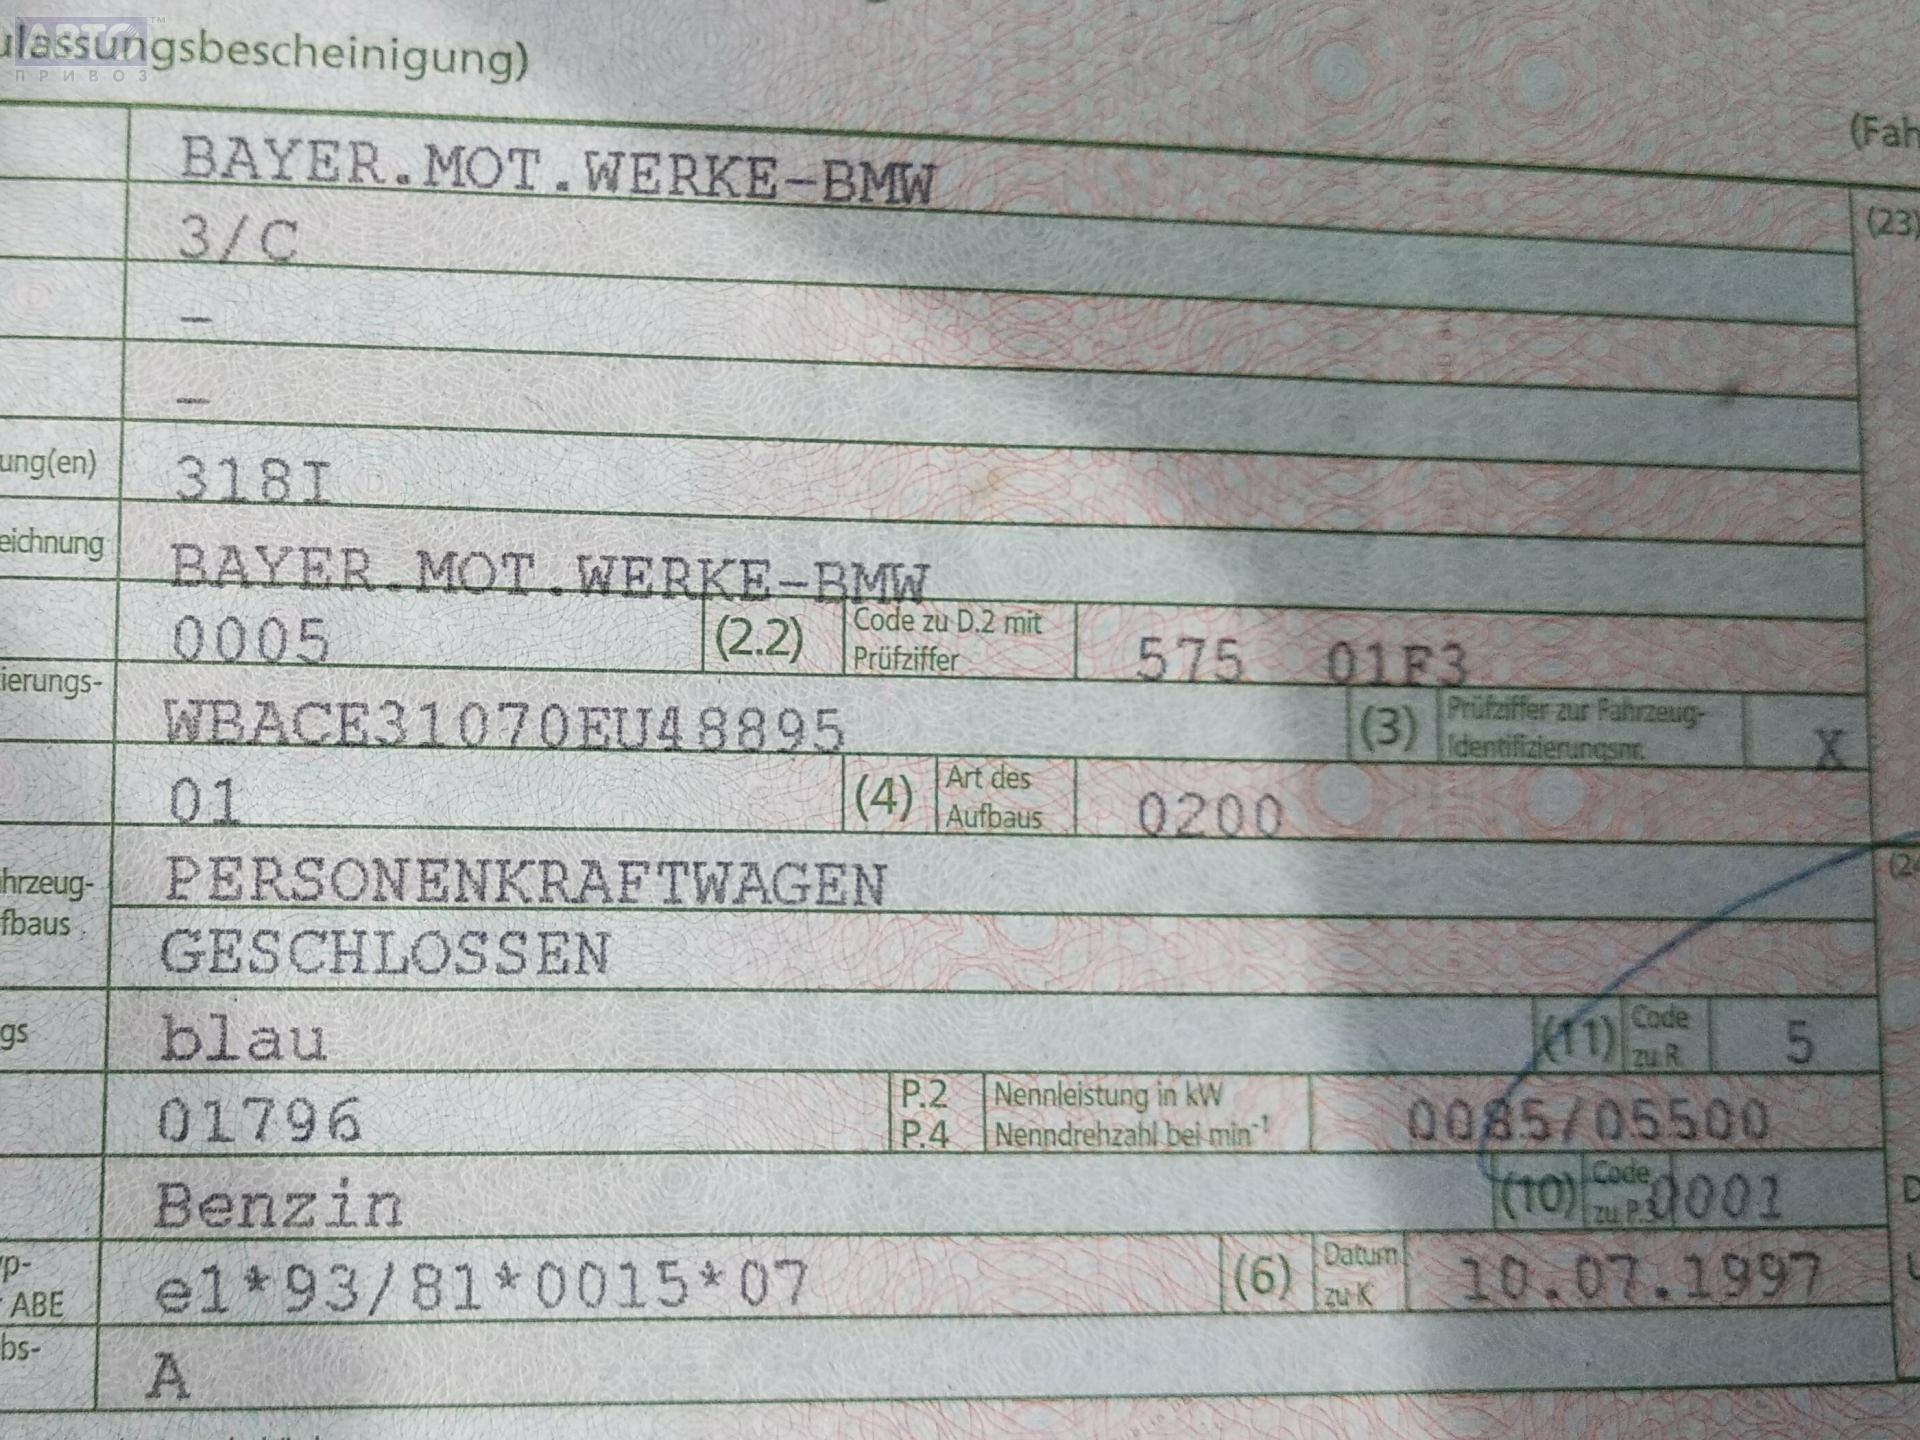 ulassungsbescheinigung)
ПРИВОЗ
(Fah
BAYER.MOT.WERKE-BMW
3/C
(23)
–
–
ung(en) 318I
eichnung BAYER.MOT.WERKE-BMW
0005 (2.2) Code zu D.2 mit Prüfziffer 575 01F3
ierungs- WBACE31070EU48895 (3) Prüfziffer zur Fahrzeug-Identifizierungsnr. X
01 (4) Art des Aufbaus 0200
hrzeug- PERSONENKRAFTWAGEN
fbaus GESCHLOSSEN
gs blau (11) Code zu R 5
01796 P.2 Nennleistung in kW
P.4 Nenndrehzahl bei min-1 0085/05500
Benzin (10) Code zu P.3 0001
yp-
ABE e1*93/81*0015*07 (6) Datum zu K 10.07.1997
bs- A